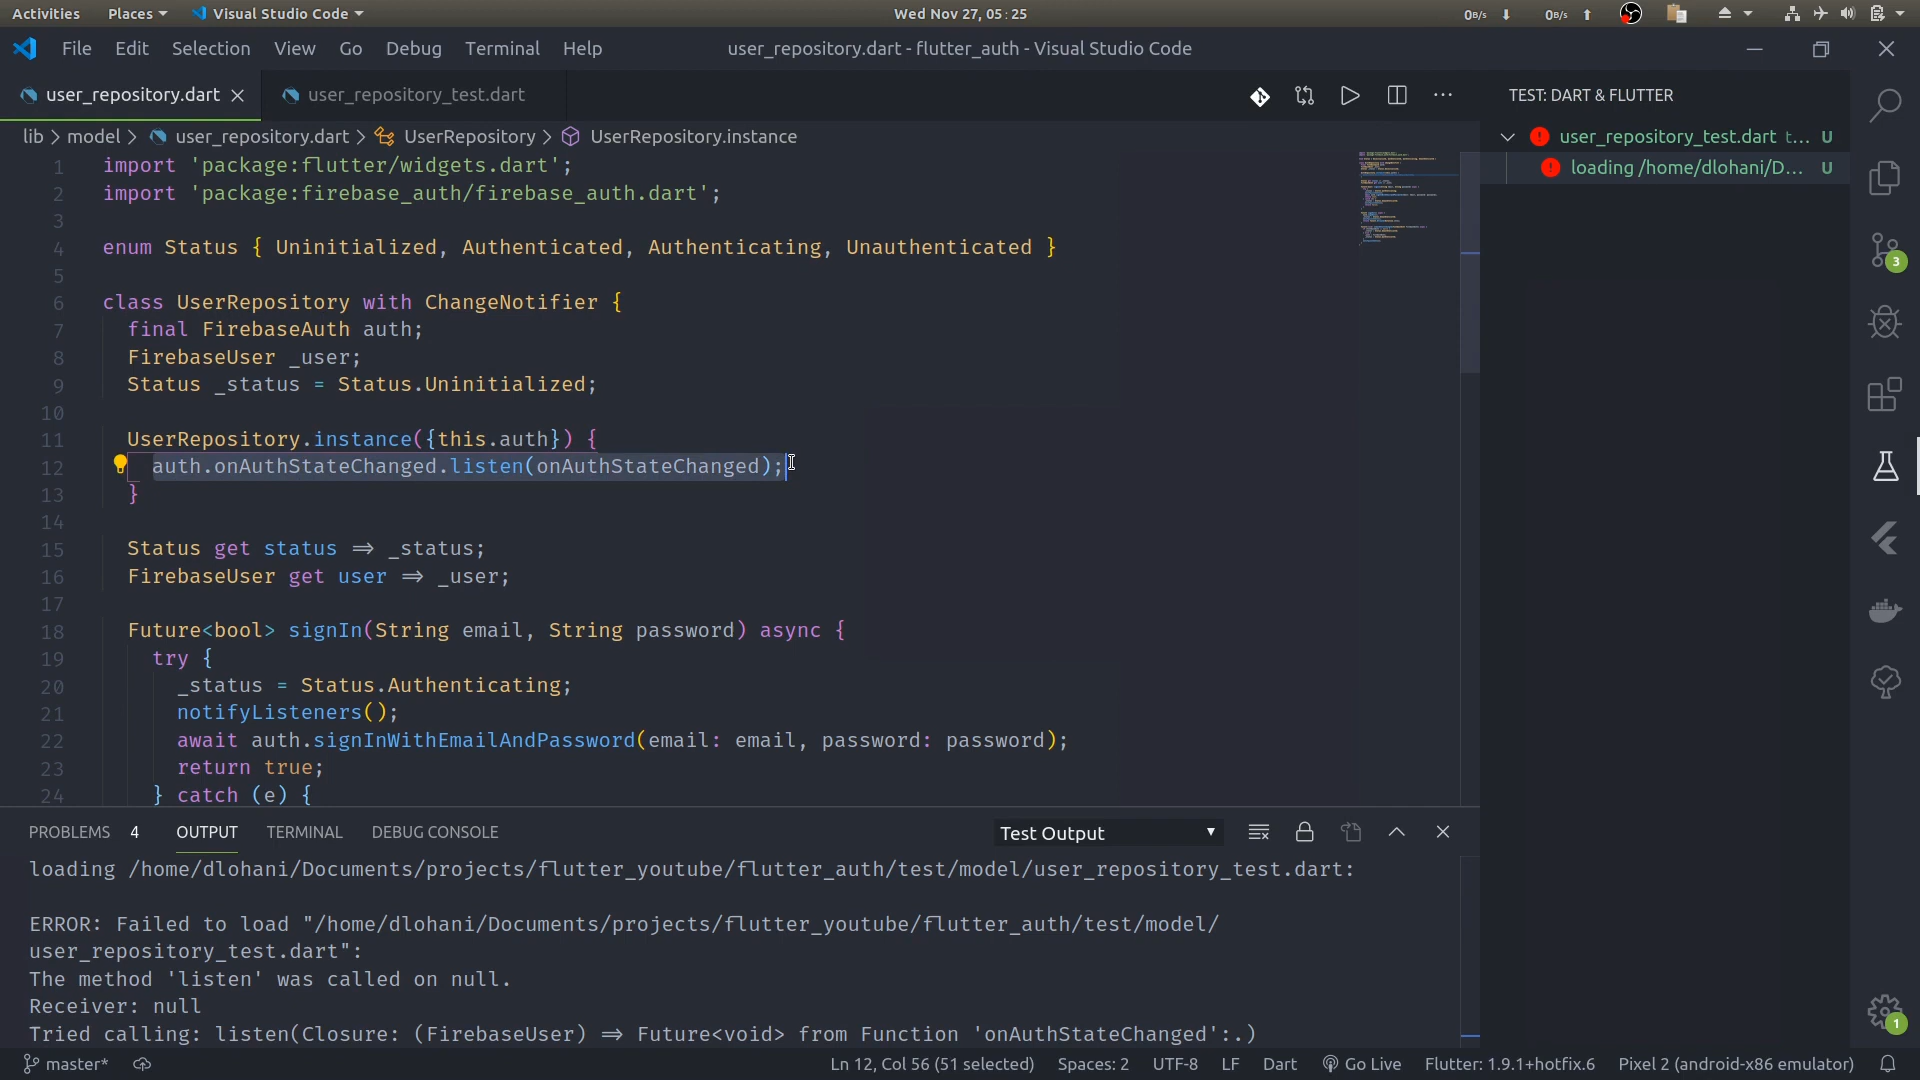 Activities Places Visual Studio Code Wed Nov 27, 05:25 0B/s 0B/s
File Edit Selection View Go Debug Terminal Help user_repository.dart - flutter_auth - Visual Studio Code
user_repository.dart user_repository_test.dart TEST: DART & FLUTTER
lib > model > user_repository.dart > UserRepository > UserRepository.instance
user_repository_test.dart t... U
loading /home/dlohani/D... U
1 import 'package:flutter/widgets.dart';
2 import 'package:firebase_auth/firebase_auth.dart';
3
4 enum Status { Uninitialized, Authenticated, Authenticating, Unauthenticated }
5
6 class UserRepository with ChangeNotifier {
7 final FirebaseAuth auth;
8 FirebaseUser _user;
9 Status _status = Status.Uninitialized;
10
11 UserRepository.instance({this.auth}) {
12 auth.onAuthStateChanged.listen(onAuthStateChanged);
13 }
14
15 Status get status => _status;
16 FirebaseUser get user => _user;
17
18 Future<bool> signIn(String email, String password) async {
19 try {
20 _status = Status.Authenticating;
21 notifyListeners();
22 await auth.signInWithEmailAndPassword(email: email, password: password);
23 return true;
24 } catch (e) {
3
1
PROBLEMS 4 OUTPUT TERMINAL DEBUG CONSOLE Test Output
loading /home/dlohani/Documents/projects/flutter_youtube/flutter_auth/test/model/user_repository_test.dart:
ERROR: Failed to load "/home/dlohani/Documents/projects/flutter_youtube/flutter_auth/test/model/
user_repository_test.dart":
The method 'listen' was called on null.
Receiver: null
Tried calling: listen(Closure: (FirebaseUser) => Future<void> from Function 'onAuthStateChanged':.)
master* Ln 12, Col 56 (51 selected) Spaces: 2 UTF-8 LF Dart Go Live Flutter: 1.9.1+hotfix.6 Pixel 2 (android-x86 emulator)